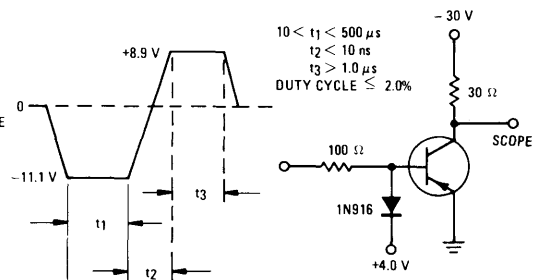 +8.9 V
0
-11.1 V
t1
t2
t3
10 < t1 < 500 μs
t2 < 10 ns
t3 > 1.0 μs
DUTY CYCLE ≤ 2.0%
- 30 V
30 Ω
SCOPE
100 Ω
1N916
+4.0 V